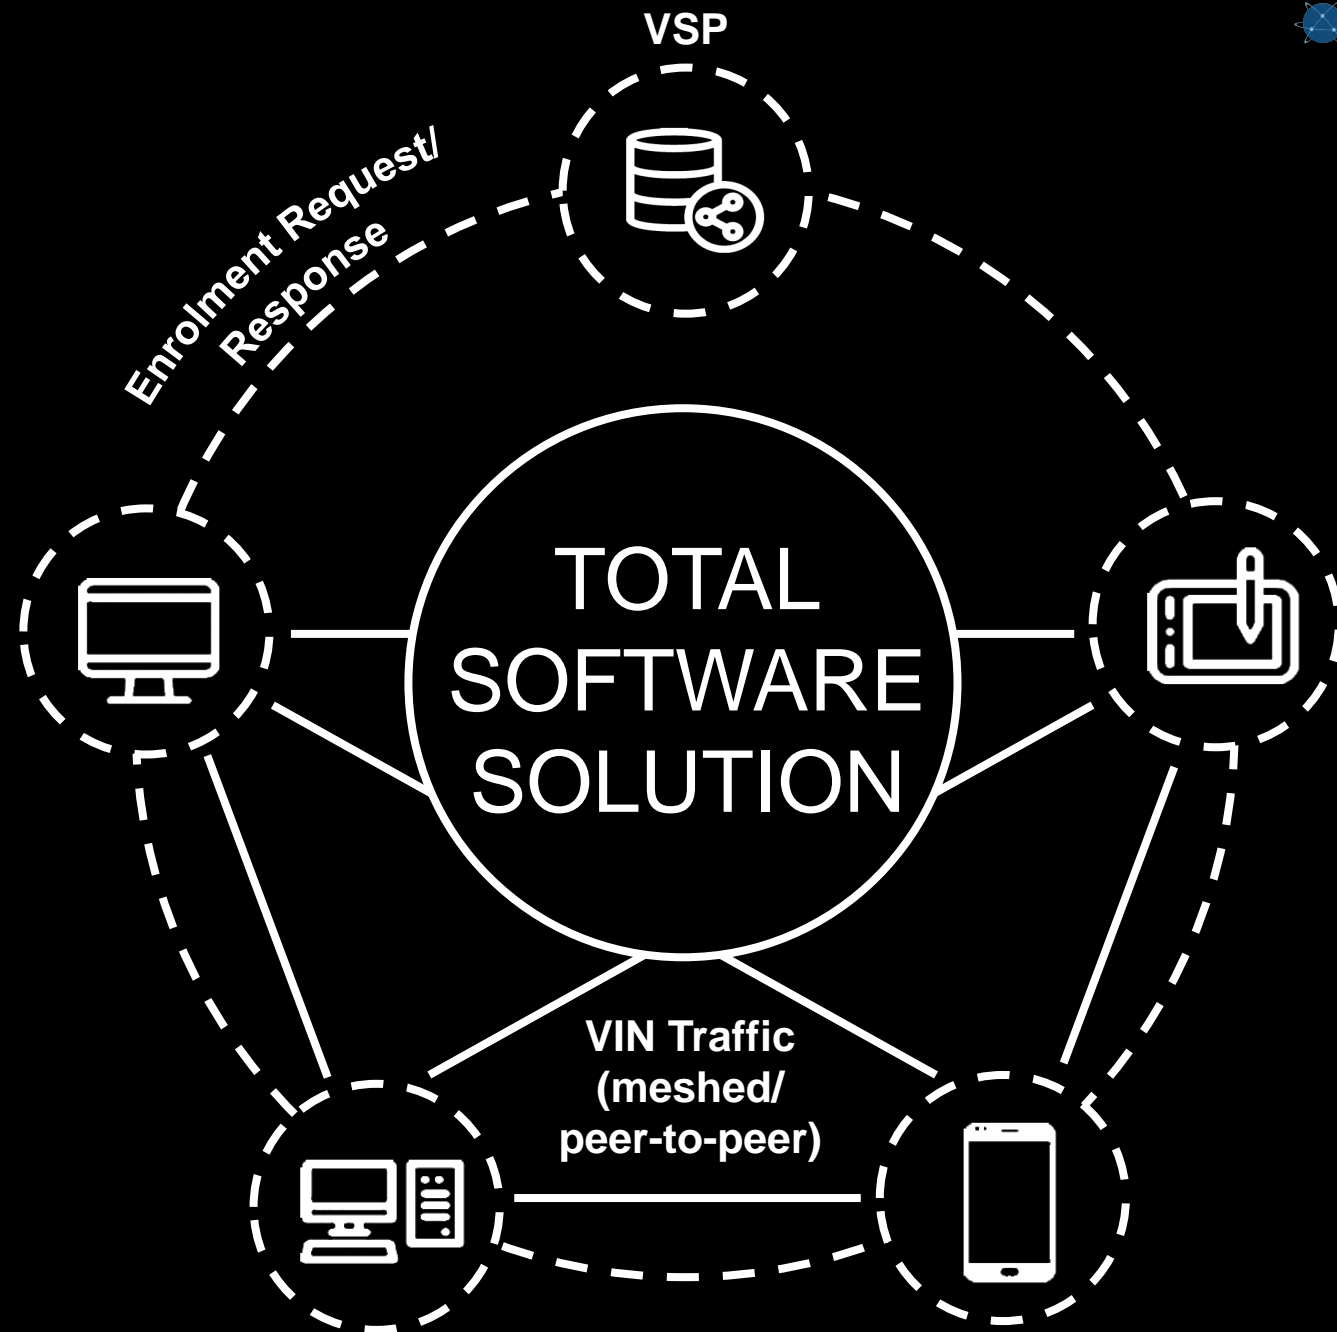 VSP
Enrolment Request/
Response
TOTAL
SOFTWARE
SOLUTION
VIN Traffic
(meshed/
peer-to-peer)